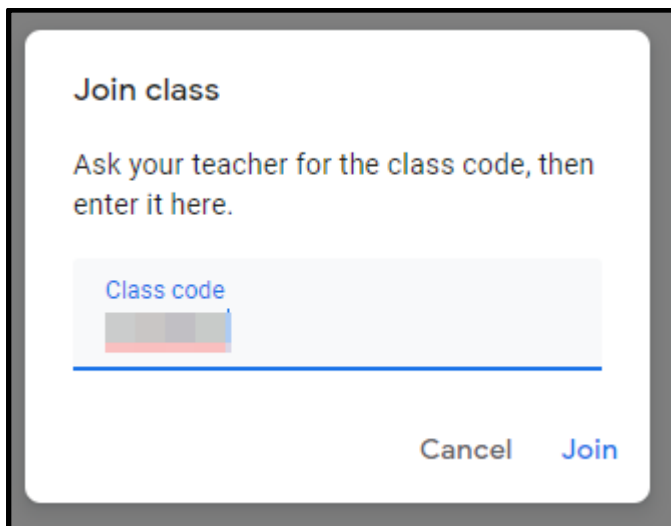 Join class
Ask your teacher for the class code, then
enter it here.
Class code
Cancel Join